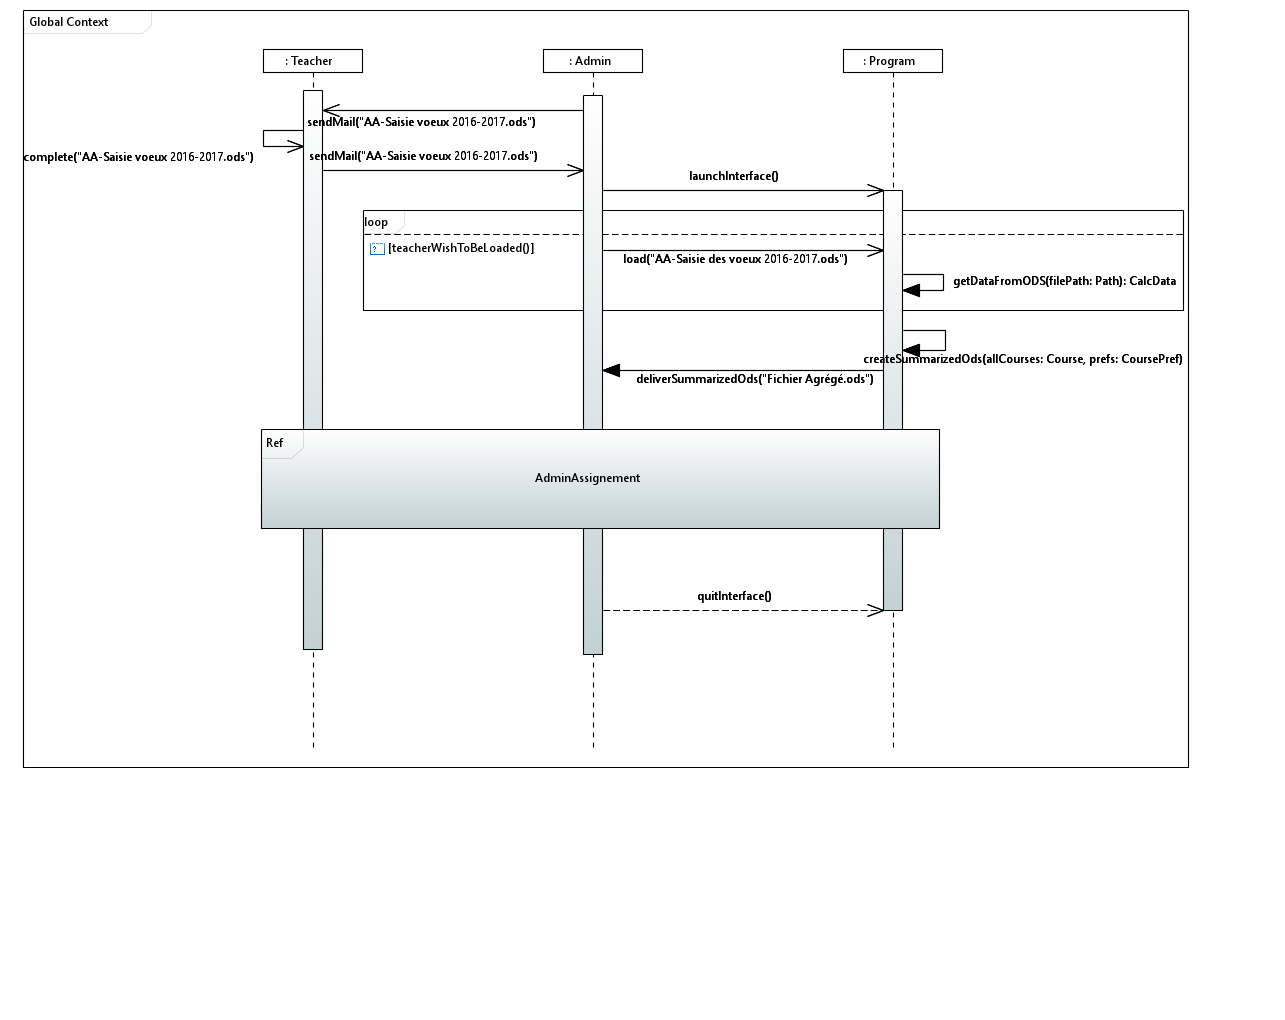 Global Context
: Teacher
: Admin
: Program
sendMail("AA-Saisie voeux 2016-2017.ods")
complete("AA-Saisie voeux 2016-2017.ods")
sendMail("AA-Saisie voeux 2016-2017.ods")
launchInterface()
loop
[teacherWishToBeLoaded()]
load("AA-Saisie des voeux 2016-2017.ods")
getDataFromODS(filePath: Path): CalcData
createSummarizedOds(allCourses: Course, prefs: CoursePref)
deliverSummarizedOds("Fichier Agrégé.ods")
Ref
AdminAssignement
quitInterface()